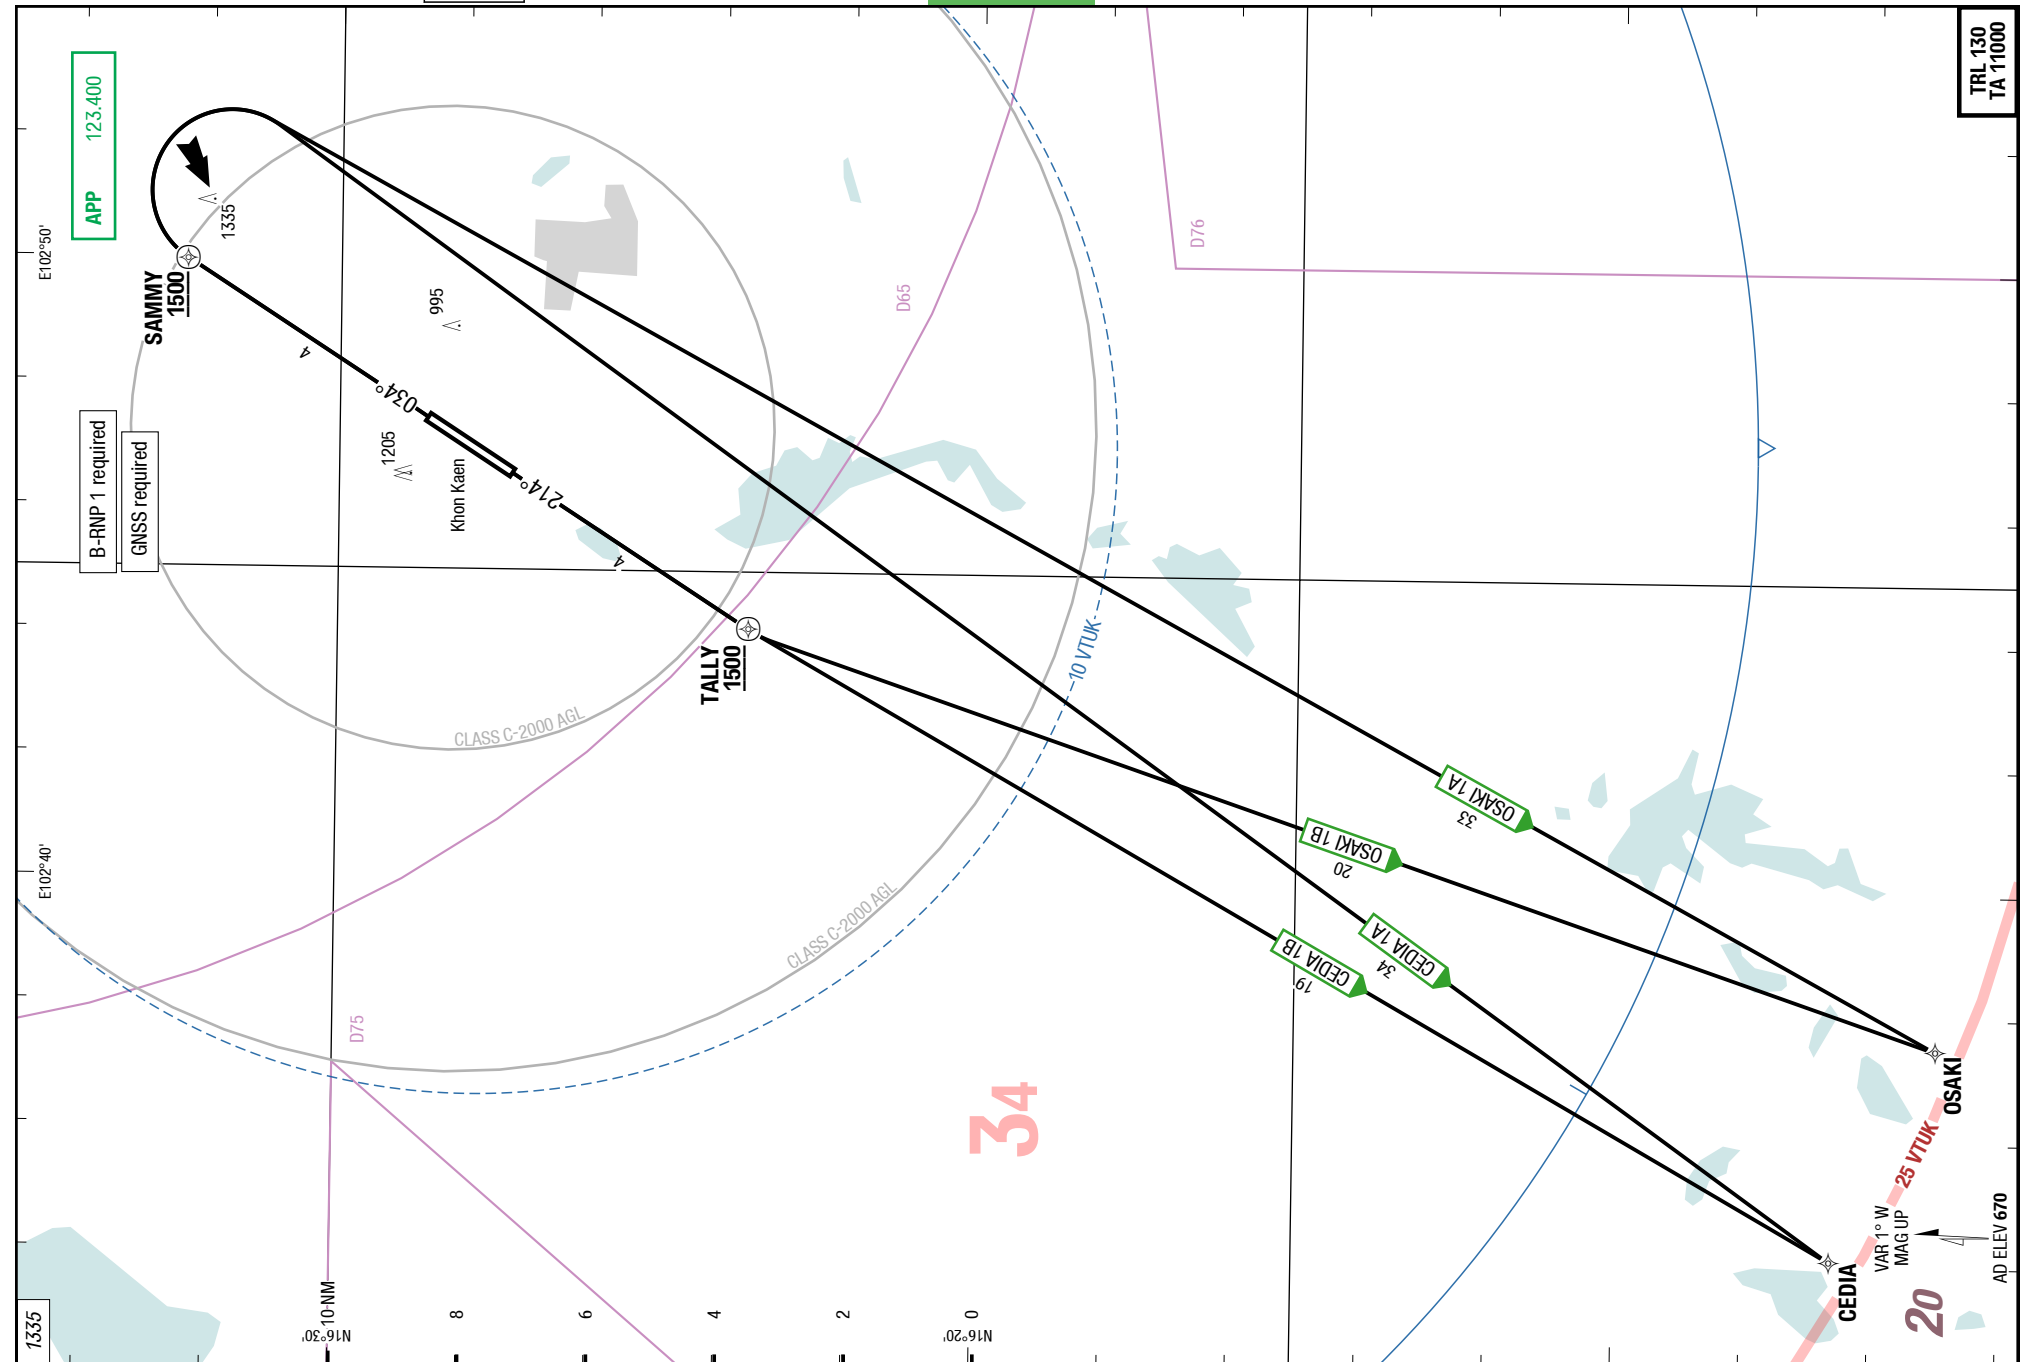 TRL 130
TA 11000
APP 123.400
E102°50'
SAMMY
1500
1335
995
4
034°
1205
Khon Kaen
B-RNP 1 required
GNSS required
214°
4
TALLY
1500
CLASS C-2000 AGL
CLASS C-2000 AGL
D65
D76
D75
10 VTUK
E102°40'
OSAKI 1A
33
OSAKI 1B
20
CEDIA 1A
34
CEDIA 1B
19
34
OSAKI
25 VTUK
CEDIA
VAR 1° W
MAG UP
AD ELEV 670
20
1335
10 NM
8
6
4
2
0
N16°30'
N16°20'